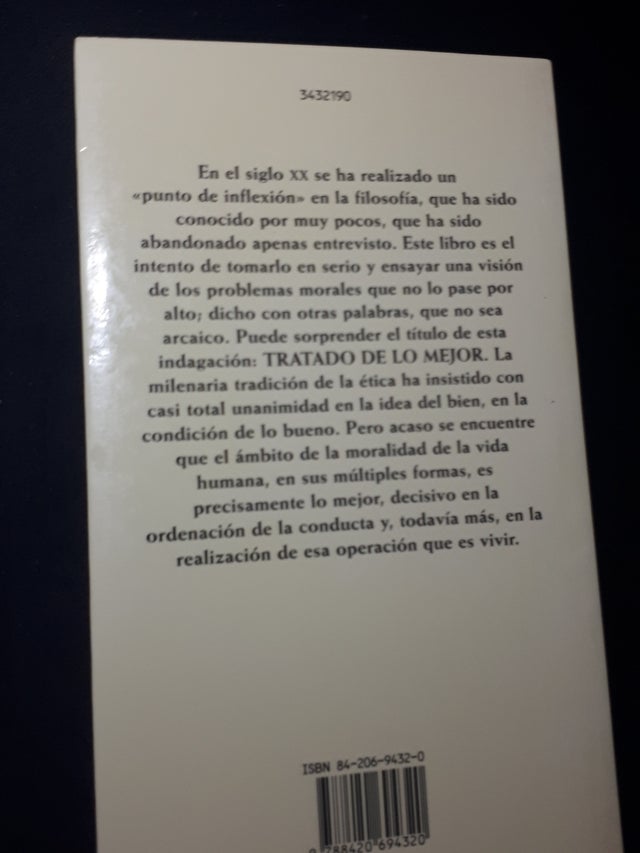 3432190
En el siglo XX se ha realizado un
«punto de inflexión» en la filosofía, que ha sido
conocido por muy pocos, que ha sido
abandonado apenas entrevisto. Este libro es el
intento de tomarlo en serio y ensayar una visión
de los problemas morales que no lo pase por
alto; dicho con otras palabras, que no sea
arcaico. Puede sorprender el título de esta
indagación: TRATADO DE LO MEJOR. La
milenaria tradición de la ética ha insistido con
casi total unanimidad en la idea del bien, en la
condición de lo bueno. Pero acaso se encuentre
que el ámbito de la moralidad de la vida
humana, en sus múltiples formas, es
precisamente lo mejor, decisivo en la
ordenación de la conducta y, todavía más, en la
realización de esa operación que es vivir.
ISBN 84-206-9432-0
9 788420 694320